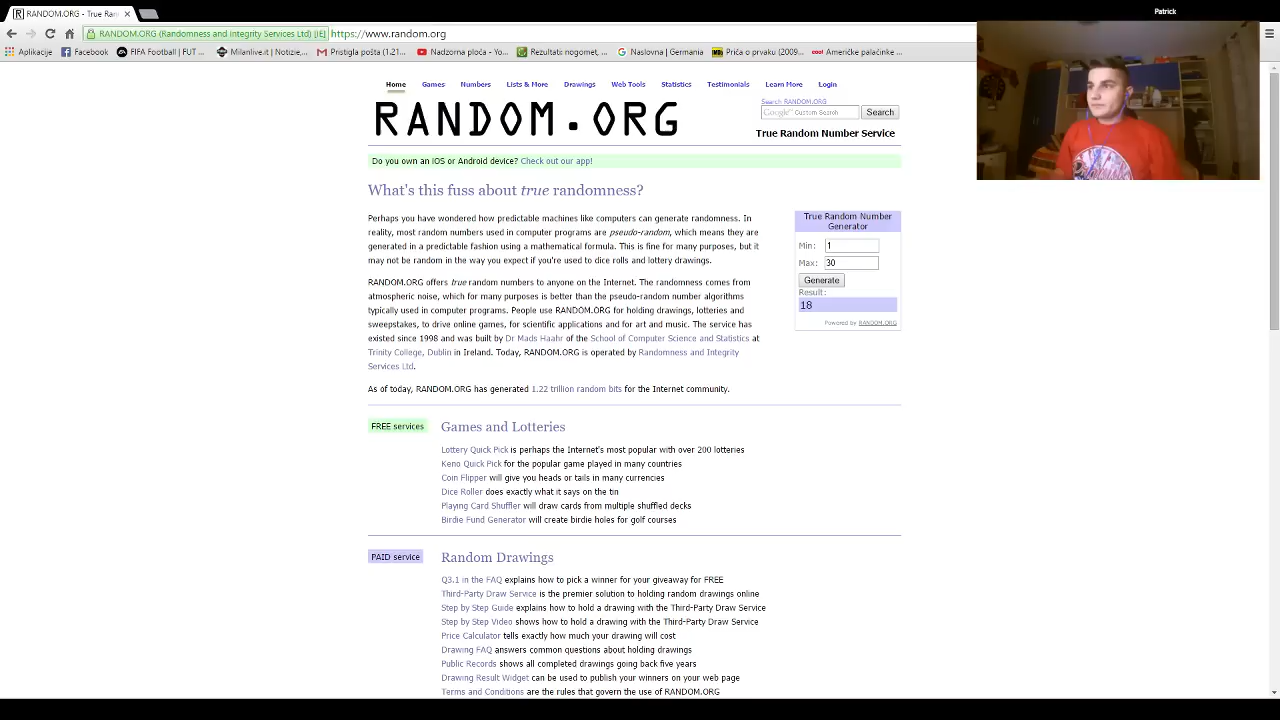 Patrick
RANDOM.ORG - True Ran
RANDOM.ORG (Randomness and Integrity Services Ltd) [IE]
https://www.random.org
Aplikacije
Facebook
FIFA Football | FUT ...
Milanlive.it | Notizie,...
Pristigla pošta (1.21...
Nadzorna ploča - Yo...
Rezultati nogomet, ...
Naslovna | Germania
Priča o prvaku (2009...
Američke palačinke ...
Home Games Numbers Lists & More Drawings Web Tools Statistics Testimonials Learn More Login
RANDOM.ORG
Search RANDOM.ORG
Google Custom Search
Search
True Random Number Service
Do you own an iOS or Android device? Check out our app!
What's this fuss about true randomness?
Perhaps you have wondered how predictable machines like computers can generate randomness. In
reality, most random numbers used in computer programs are pseudo-random, which means they are
generated in a predictable fashion using a mathematical formula. This is fine for many purposes, but it
may not be random in the way you expect if you're used to dice rolls and lottery drawings.
RANDOM.ORG offers true random numbers to anyone on the Internet. The randomness comes from
atmospheric noise, which for many purposes is better than the pseudo-random number algorithms
typically used in computer programs. People use RANDOM.ORG for holding drawings, lotteries and
sweepstakes, to drive online games, for scientific applications and for art and music. The service has
existed since 1998 and was built by Dr Mads Haahr of the School of Computer Science and Statistics at
Trinity College, Dublin in Ireland. Today, RANDOM.ORG is operated by Randomness and Integrity
Services Ltd.
As of today, RANDOM.ORG has generated 1.22 trillion random bits for the Internet community.
True Random Number
Generator
Min: 1
Max: 30
Generate
Result:
18
Powered by RANDOM.ORG
FREE services
Games and Lotteries
Lottery Quick Pick is perhaps the Internet's most popular with over 200 lotteries
Keno Quick Pick for the popular game played in many countries
Coin Flipper will give you heads or tails in many currencies
Dice Roller does exactly what it says on the tin
Playing Card Shuffler will draw cards from multiple shuffled decks
Birdie Fund Generator will create birdie holes for golf courses
PAID service
Random Drawings
Q3.1 in the FAQ explains how to pick a winner for your giveaway for FREE
Third-Party Draw Service is the premier solution to holding random drawings online
Step by Step Guide explains how to hold a drawing with the Third-Party Draw Service
Step by Step Video shows how to hold a drawing with the Third-Party Draw Service
Price Calculator tells exactly how much your drawing will cost
Drawing FAQ answers common questions about holding drawings
Public Records shows all completed drawings going back five years
Drawing Result Widget can be used to publish your winners on your web page
Terms and Conditions are the rules that govern the use of RANDOM.ORG